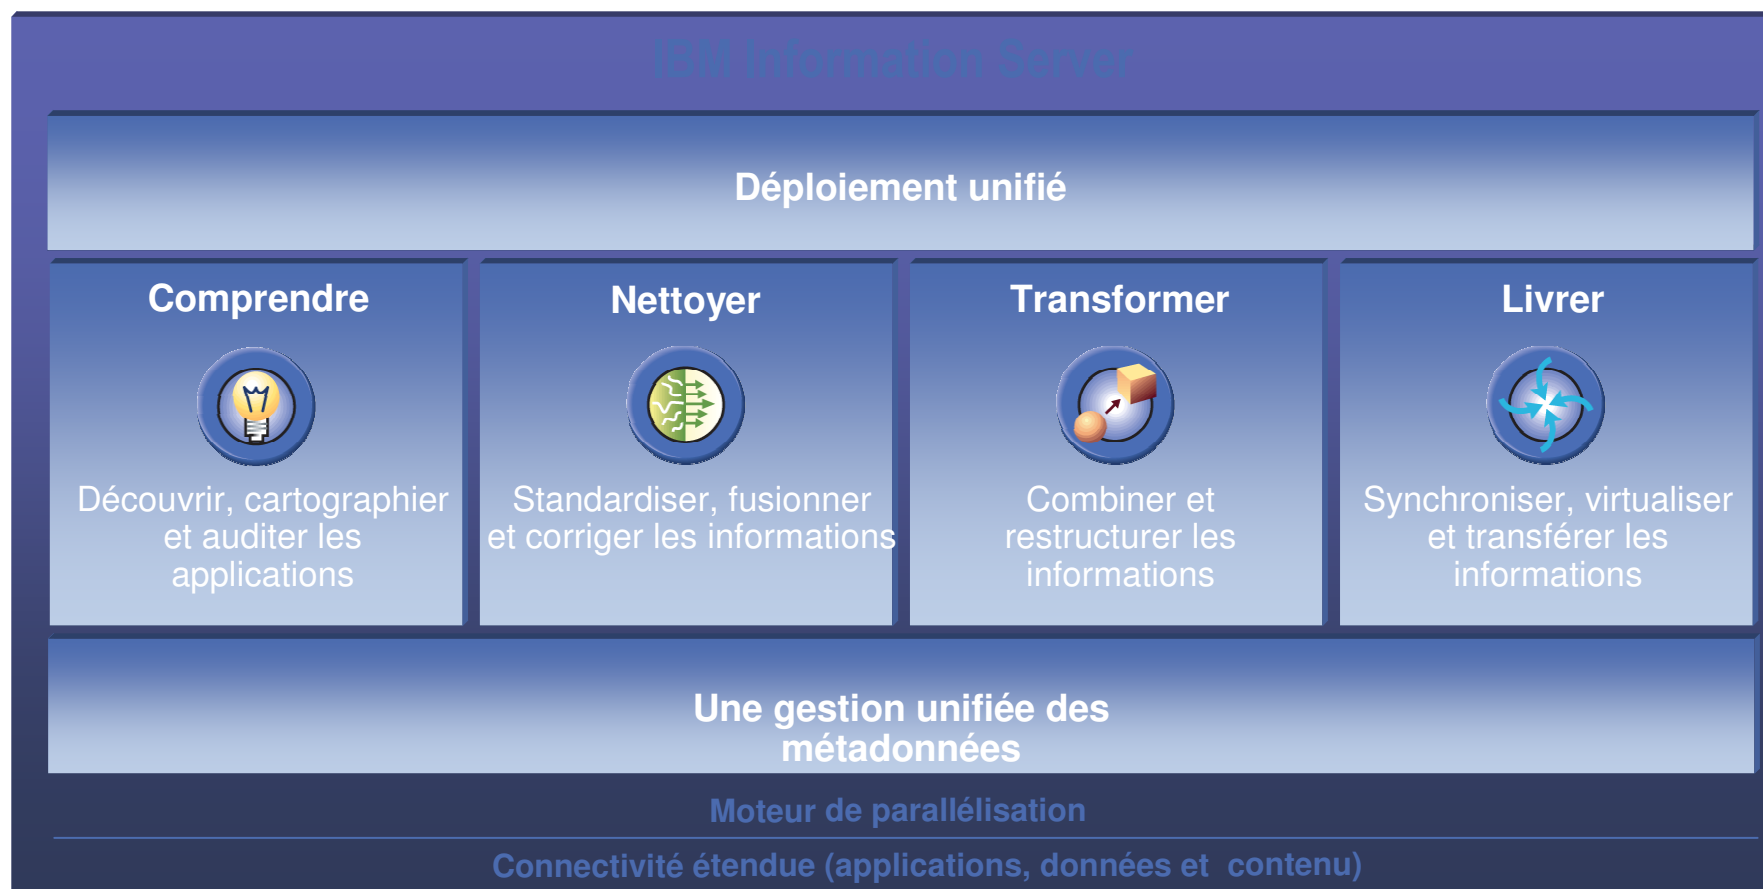 IBM Information Server
Déploiement unifié
Comprendre
Découvrir, cartographier
et auditer les
applications
Nettoyer
Standardiser, fusionner
et corriger les informations
Transformer
Combiner et
restructurer les
informations
Livrer
Synchroniser, virtualiser
et transférer les
informations
Une gestion unifiée des
métadonnées
Moteur de parallélisation
Connectivité étendue (applications, données et contenu)